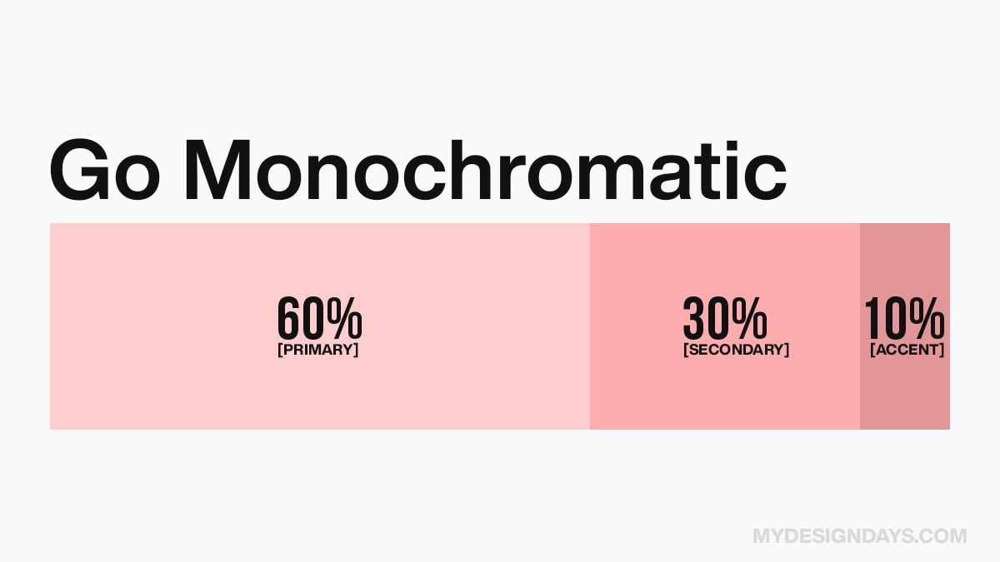 Go Monochromatic
60%
[PRIMARY]
30%
[SECONDARY]
10%
[ACCENT]
MYDESIGNDAYS.COM